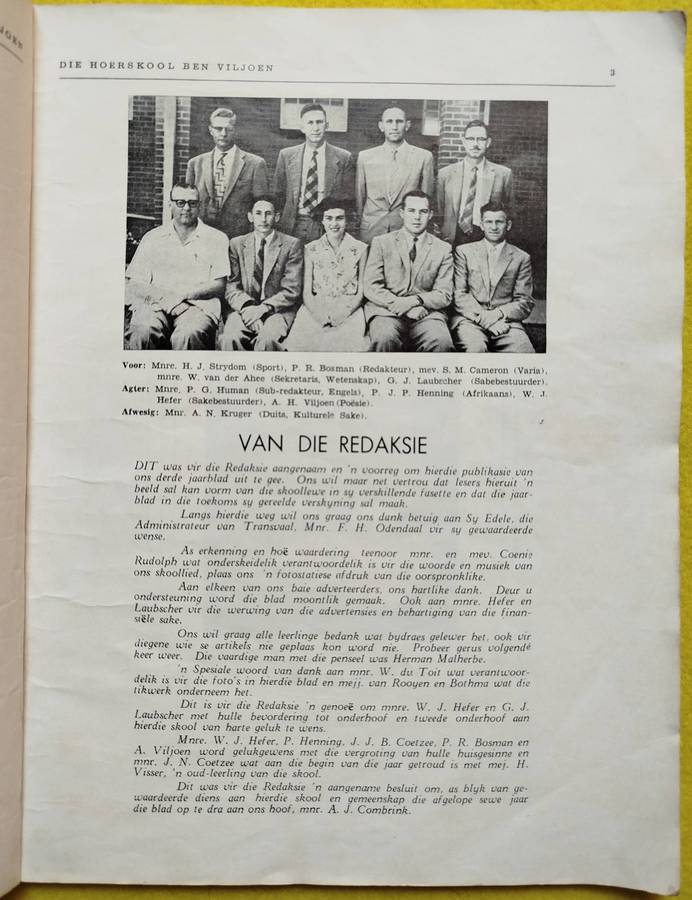 DIE HOERSKOOL BEN VILJOEN 3
Voor: Mnre. H. J. Strydom (Sport), P. R. Bosman (Redakteur), mev. S. M. Cameron (Varia),
mnre. W. van der Ahee (Sekretaris, Wetenskap), G. J. Laubscher (Sabebestuurder).
Agter: Mnre. P. G. Human (Sub-redakteur, Engels), P. J. P. Henning (Afrikaans), W. J.
Hefer (Sakebestuurder), A. H. Viljoen (Poësie).
Afwesig: Mnr. A. N. Kruger (Duits, Kulturele Sake).
VAN DIE REDAKSIE
DIT was vir die Redaksie aangenaam en 'n voorreg om hierdie publikasie van
ons derde jaarblad uit te gee. Ons wil maar net vertrou dat lesers hieruit 'n
beeld sal kan vorm van die skoollewe in sy verskillende fasette en dat die jaar-
blad in die toekoms sy gereelde verskyning sal maak.
Langs hierdie weg wil ons graag ons dank betuig aan Sy Edele, die
Administrateur van Transvaal, Mnr. F. H. Odendaal vir sy gewaardeerde
wense.
As erkenning en hoë waardering teenoor mnr. en mev. Coenie
Rudolph wat onderskeidelik verantwoordelik is vir die woorde en musiek van
ons skoollied, plaas ons 'n fotostatiese afdruk van die oorspronklike.
Aan elkeen van ons baie adverteerders, ons hartlike dank. Deur u
ondersteuning word die blad moontlik gemaak. Ook aan mnre. Hefer en
Laubscher vir die werwing van die advertensies en behartiging van die finan-
siële sake.
Ons wil graag alle leerlinge bedank wat bydraes gelewer het, ook vir
diegene wie se artikels nie geplaas kon word nie. Probeer gerus volgende
keer weer. Die vaardige man met die penseel was Herman Malherbe.
'n Spesiale woord van dank aan mnr. W. du Toit wat verantwoor-
delik is vir die foto's in hierdie blad en mejj. van Rooyen en Bothma wat die
tikwerk onderneem het.
Dit is vir die Redaksie 'n genoeë om mnre. W. J. Hefer en G. J.
Laubscher met hulle bevordering tot onderhoof en tweede onderhoof aan
hierdie skool van harte geluk te wens.
Mnre. W. J. Hefer, P. Henning, J. J. B. Coetzee, P. R. Bosman en
A. Viljoen word gelukgewens met die vergroting van hulle huisgesinne en
mnr. J. N. Coetzee wat aan die begin van die jaar getroud is met mej. H.
Visser, 'n oud-leerling van die skool.
Dit was vir die Redaksie 'n aangename besluit om, as blyk van ge-
waardeerde diens aan hierdie skool en gemeenskap die afgelope sewe jaar
die blad op te dra aan ons hoof, mnr. A. J. Combrink.